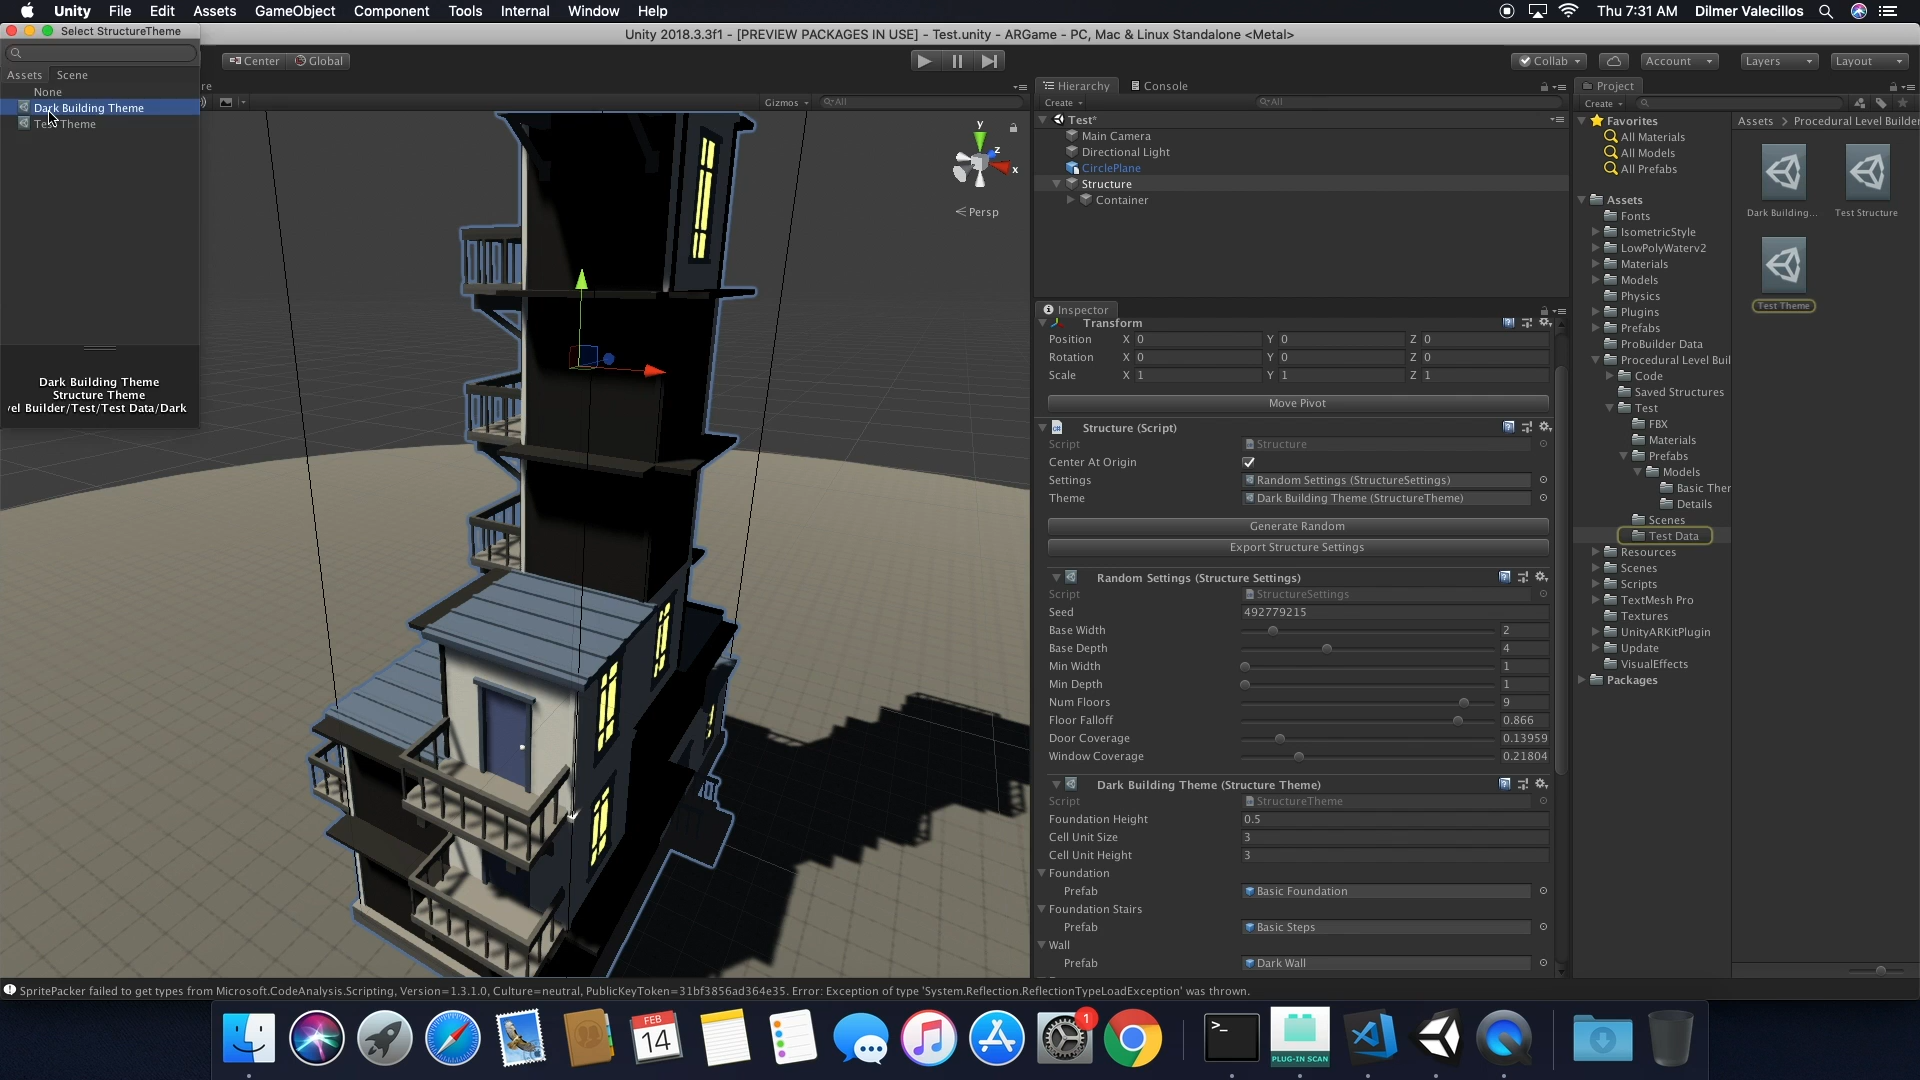 Unity File Edit Assets GameObject Component Tools Internal Window Help
Thu 7:31 AM Dilmer Valecillos
Select StructureTheme
Unity 2018.3.3f1 - [PREVIEW PACKAGES IN USE] - Test.unity - ARGame - PC, Mac & Linux Standalone <Metal>
Center Global
Collab Account Layers Layout
Assets Scene
None
Dark Building Theme
Theme
Dark Building Theme
Structure Theme
vel Builder/Test/Test Data/Dark
re
Gizmos All
y
z
x
Persp
Hierarchy Console
Create All
Test*
Main Camera
Directional Light
CirclePlane
Structure
Container
Inspector
Transform
Position X 0 Y 0 Z 0
Rotation X 0 Y 0 Z 0
Scale X 1 Y 1 Z 1
Move Pivot
Structure (Script)
Script Structure
Center At Origin
Settings Random Settings (StructureSettings)
Theme Dark Building Theme (StructureTheme)
Generate Random
Export Structure Settings
Random Settings (Structure Settings)
Script StructureSettings
Seed 492779215
Base Width 2
Base Depth 4
Min Width 1
Min Depth 1
Num Floors 9
Floor Falloff 0.866
Door Coverage 0.13959
Window Coverage 0.21804
Dark Building Theme (Structure Theme)
Script StructureTheme
Foundation Height 0.5
Cell Unit Size 3
Cell Unit Height 3
Foundation
Prefab Basic Foundation
Foundation Stairs
Prefab Basic Steps
Wall
Prefab Dark Wall
Project
Create
Favorites
All Materials
All Models
All Prefabs
Assets
Fonts
IsometricStyle
LowPolyWaterv2
Materials
Models
Physics
Plugins
Prefabs
ProBuilder Data
Procedural Level Buil
Code
Saved Structures
Test
FBX
Materials
Prefabs
Models
Basic Ther
Details
Scenes
Test Data
Resources
Scenes
Scripts
TextMesh Pro
Textures
UnityARKitPlugin
Update
VisualEffects
Packages
Assets > Procedural Level Builder
Dark Building... Test Structure
Test Theme
SpritePacker failed to get types from Microsoft.CodeAnalysis.Scripting, Version=1.3.1.0, Culture=neutral, PublicKeyToken=31bf3856ad364e35. Error: Exception of type 'System.Reflection.ReflectionTypeLoadException' was thrown.
FEB
14
1
>_
PLUG-IN SCAN